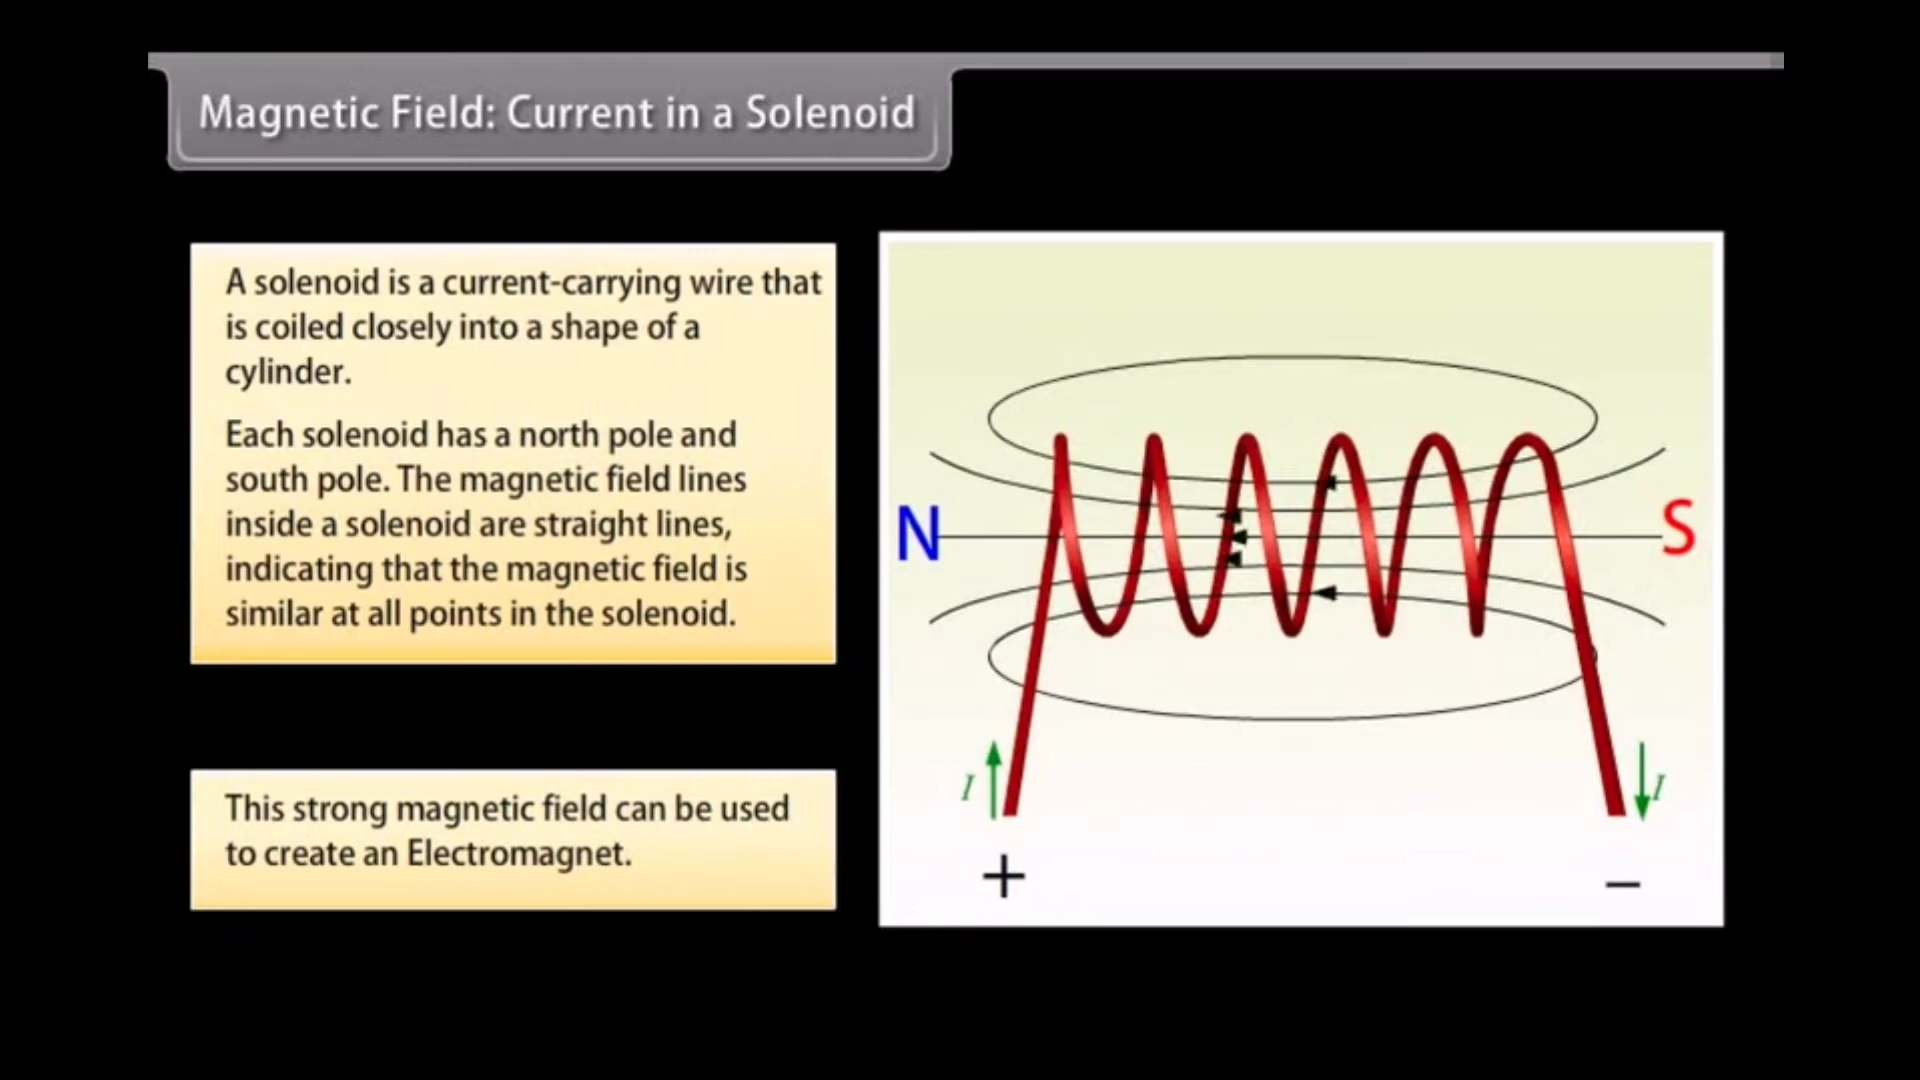 Magnetic Field: Current in a Solenoid
A solenoid is a current-carrying wire that
is coiled closely into a shape of a
cylinder.
Each solenoid has a north pole and
south pole. The magnetic field lines
inside a solenoid are straight lines,
indicating that the magnetic field is
similar at all points in the solenoid.
This strong magnetic field can be used
to create an Electromagnet.
N
S
I
I
+
–